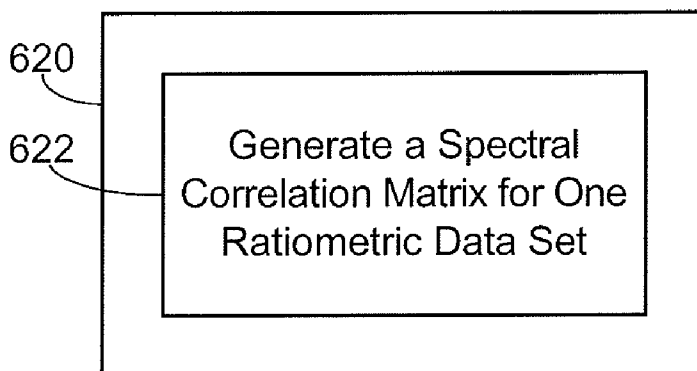 620
622
Generate a Spectral
Correlation Matrix for One
Ratiometric Data Set